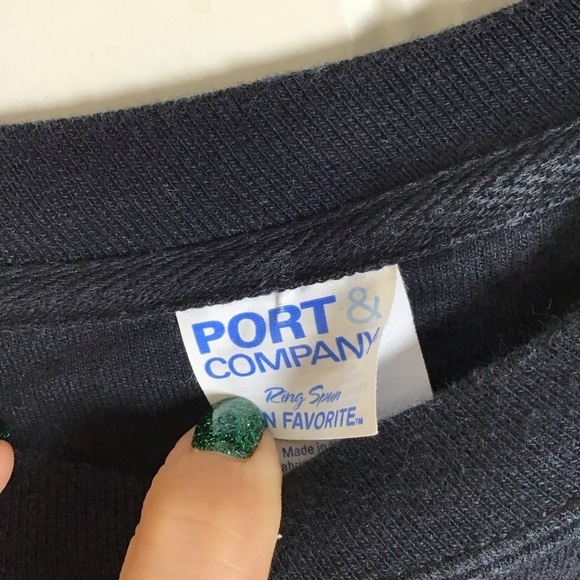 PORT &
COMPANY
Ring Spun
N FAVORITE™
Made in